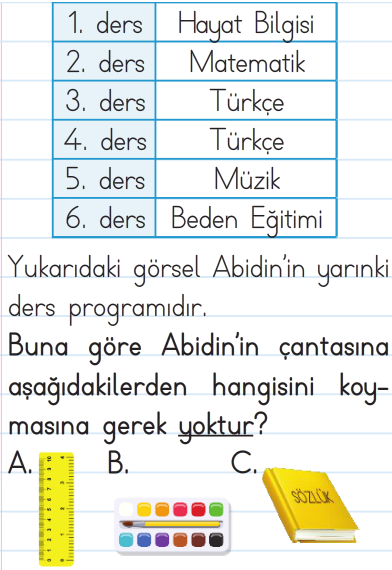 1. ders Hayat Bilgisi
2. ders Matematik
3. ders Türkçe
4. ders Türkçe
5. ders Müzik
6. ders Beden Eğitimi
Yukarıdaki görsel Abidin'in yarınki
ders programıdır.
Buna göre Abidin'in çantasına
aşağıdakilerden hangisini koy-
masına gerek yoktur?
A. B. C.
SÖZLÜK